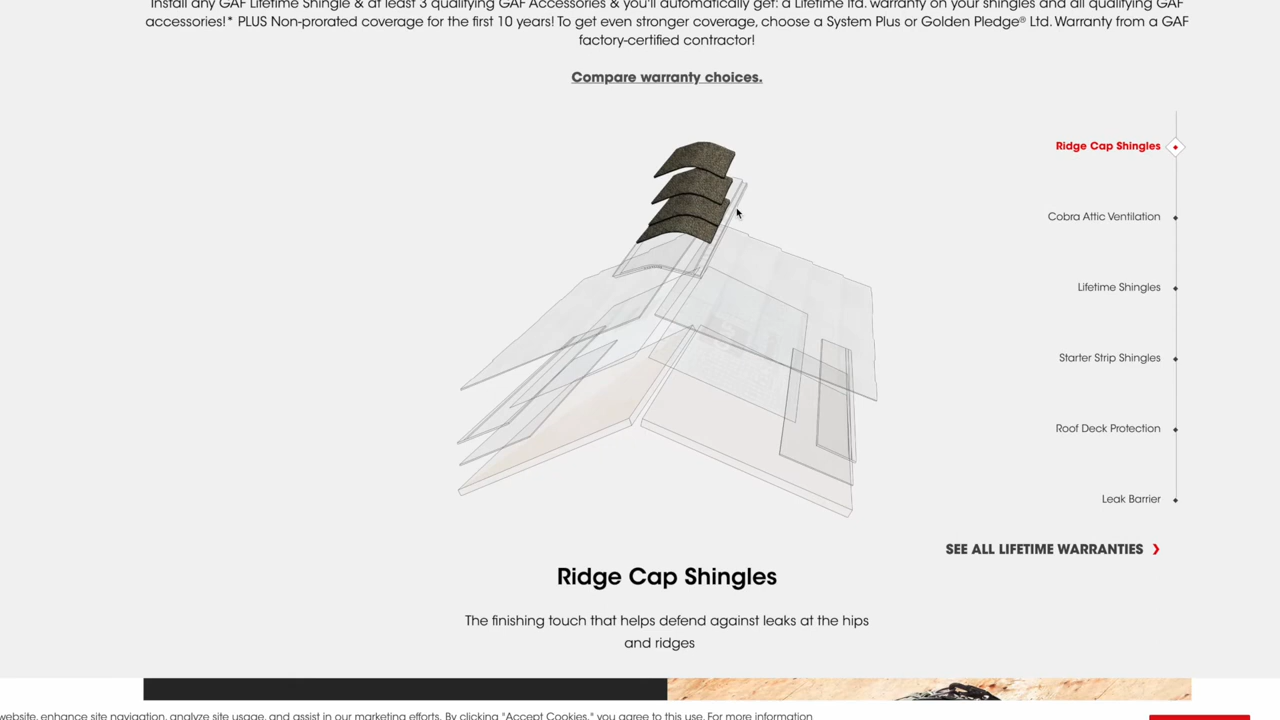 Install any GAF Lifetime Shingle & at least 3 qualifying GAF Accessories & you'll automatically get: a Lifetime ltd. warranty on your shingles and all qualifying GAF
accessories!* PLUS Non-prorated coverage for the first 10 years! To get even stronger coverage, choose a System Plus or Golden Pledge® Ltd. Warranty from a GAF
factory-certified contractor!
Compare warranty choices.
Ridge Cap Shingles
Cobra Attic Ventilation
Lifetime Shingles
Starter Strip Shingles
Roof Deck Protection
Leak Barrier
SEE ALL LIFETIME WARRANTIES
Ridge Cap Shingles
The finishing touch that helps defend against leaks at the hips
and ridges
website, enhance site navigation, analyze site usage, and assist in our marketing efforts. By clicking "Accept Cookies," you agree to this use. For more information